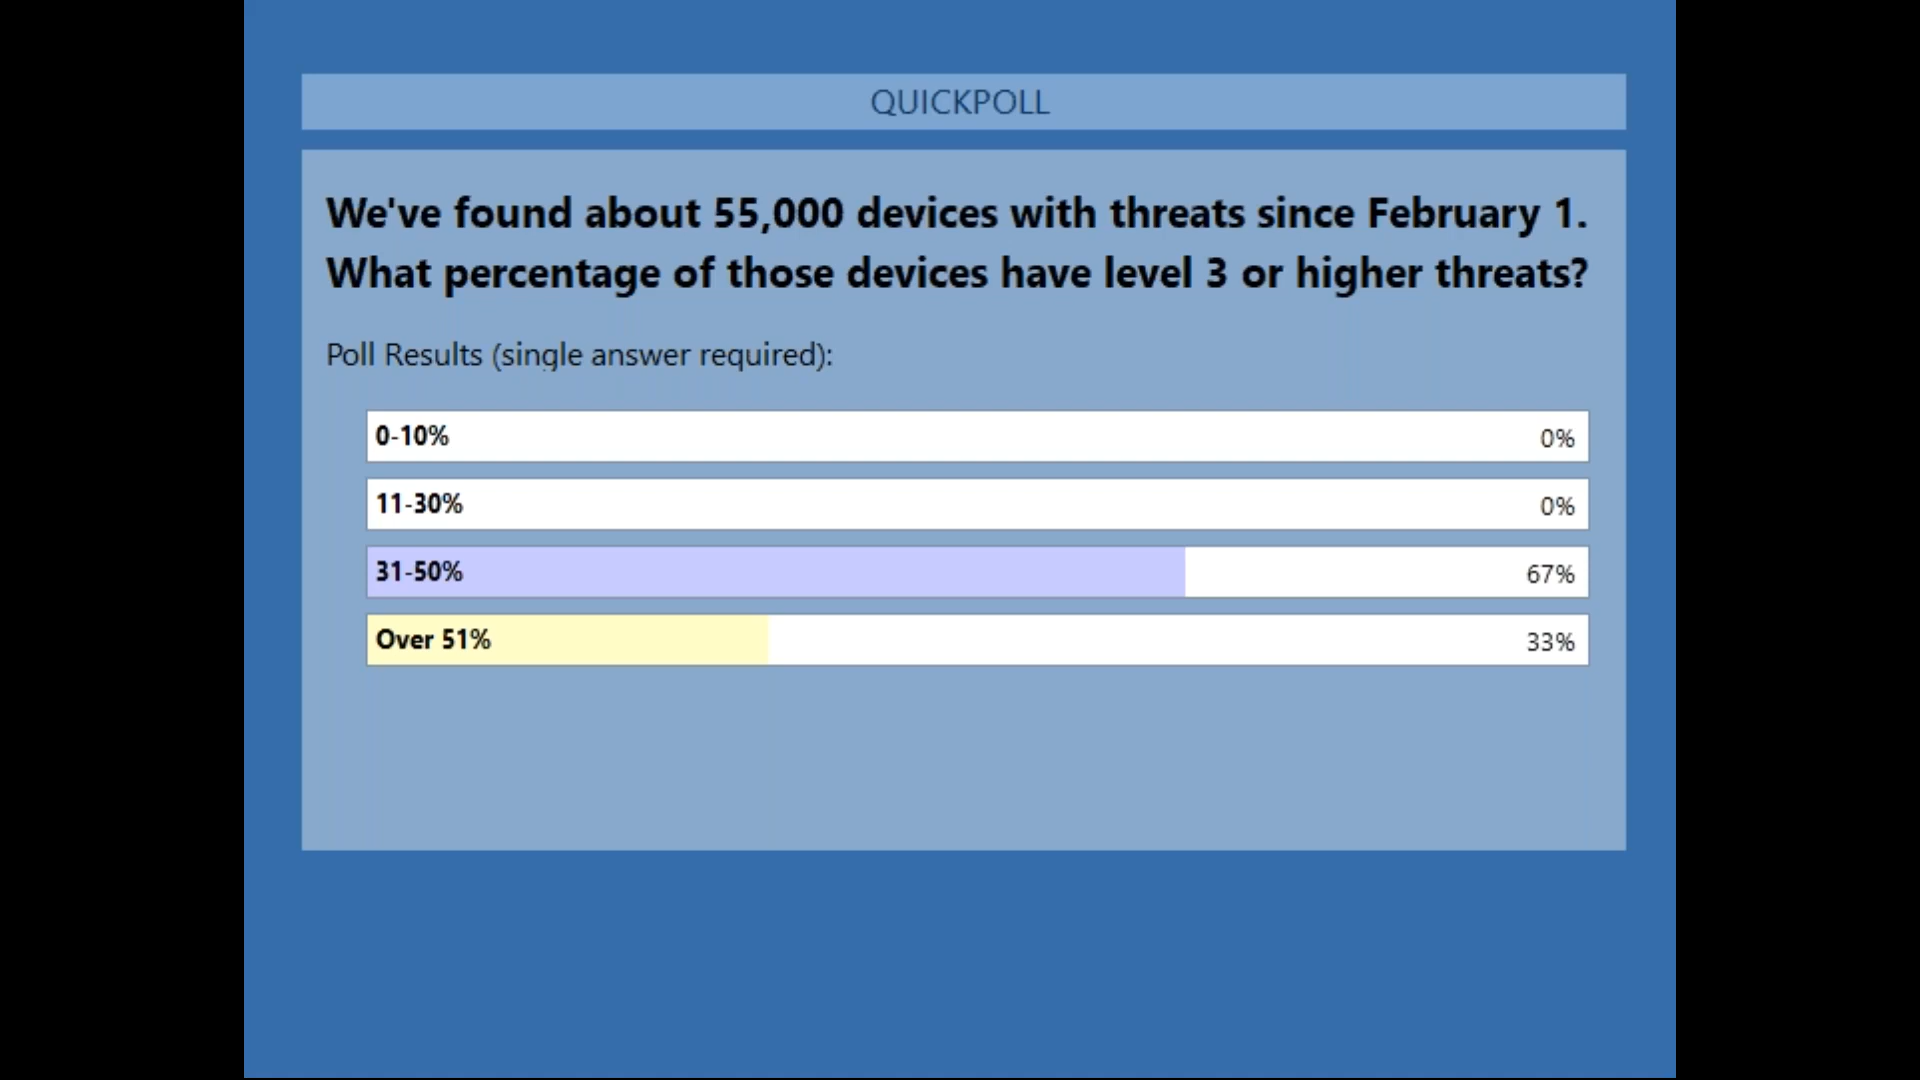 QUICKPOLL
We've found about 55,000 devices with threats since February 1.
What percentage of those devices have level 3 or higher threats?
Poll Results (single answer required):
0-10% 0%
11-30% 0%
31-50% 67%
Over 51% 33%